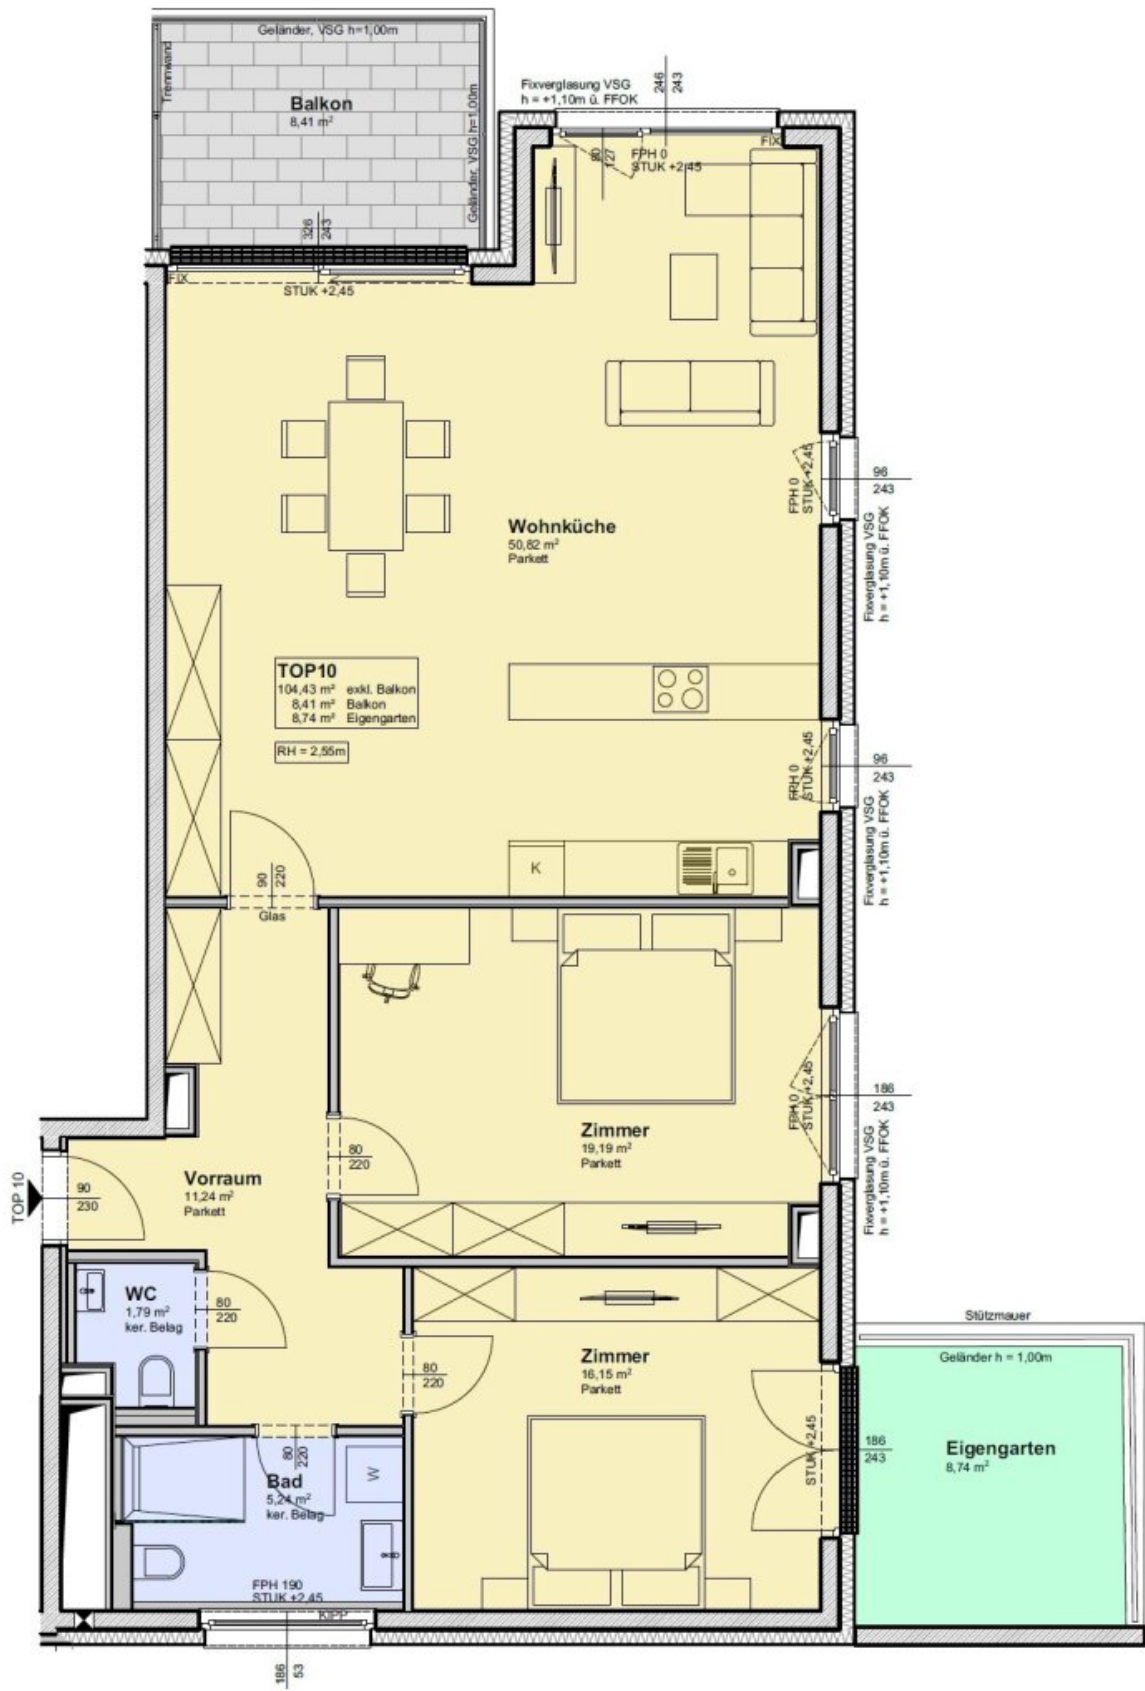 Geländer, VSG h=1,00m
Trennwand
Balkon
8,41 m²
Geländer, VSG h=1,00m
Fixverglasung VSG
h = +1,10m ü. FFOK
246
243
80
127
FPH 0
STUK +2,45
FIX
326
243
FIX
STUK +2,45
FPH 0
STUK +2,45
96
243
Fixverglasung VSG
h = +1,10m ü. FFOK
Wohnküche
50,82 m²
Parkett
TOP10
104,43 m² exkl. Balkon
8,41 m² Balkon
8,74 m² Eigengarten
RH = 2,55m
FPH 0
STUK +2,45
96
243
Fixverglasung VSG
h = +1,10m ü. FFOK
90
220
Glas
K
FPH 0
STUK +2,45
186
243
Fixverglasung VSG
h = +1,10m ü. FFOK
Zimmer
19,19 m²
Parkett
80
220
TOP 10
90
230
Vorraum
11,24 m²
Parkett
WC
1,79 m²
ker. Belag
80
220
80
220
Zimmer
16,15 m²
Parkett
Stützmauer
Geländer h = 1,00m
STUK +2,45
186
243
Eigengarten
8,74 m²
80
220
W
Bad
5,24 m²
ker. Belag
FPH 190
STUK +2,45
KIPP
186
53